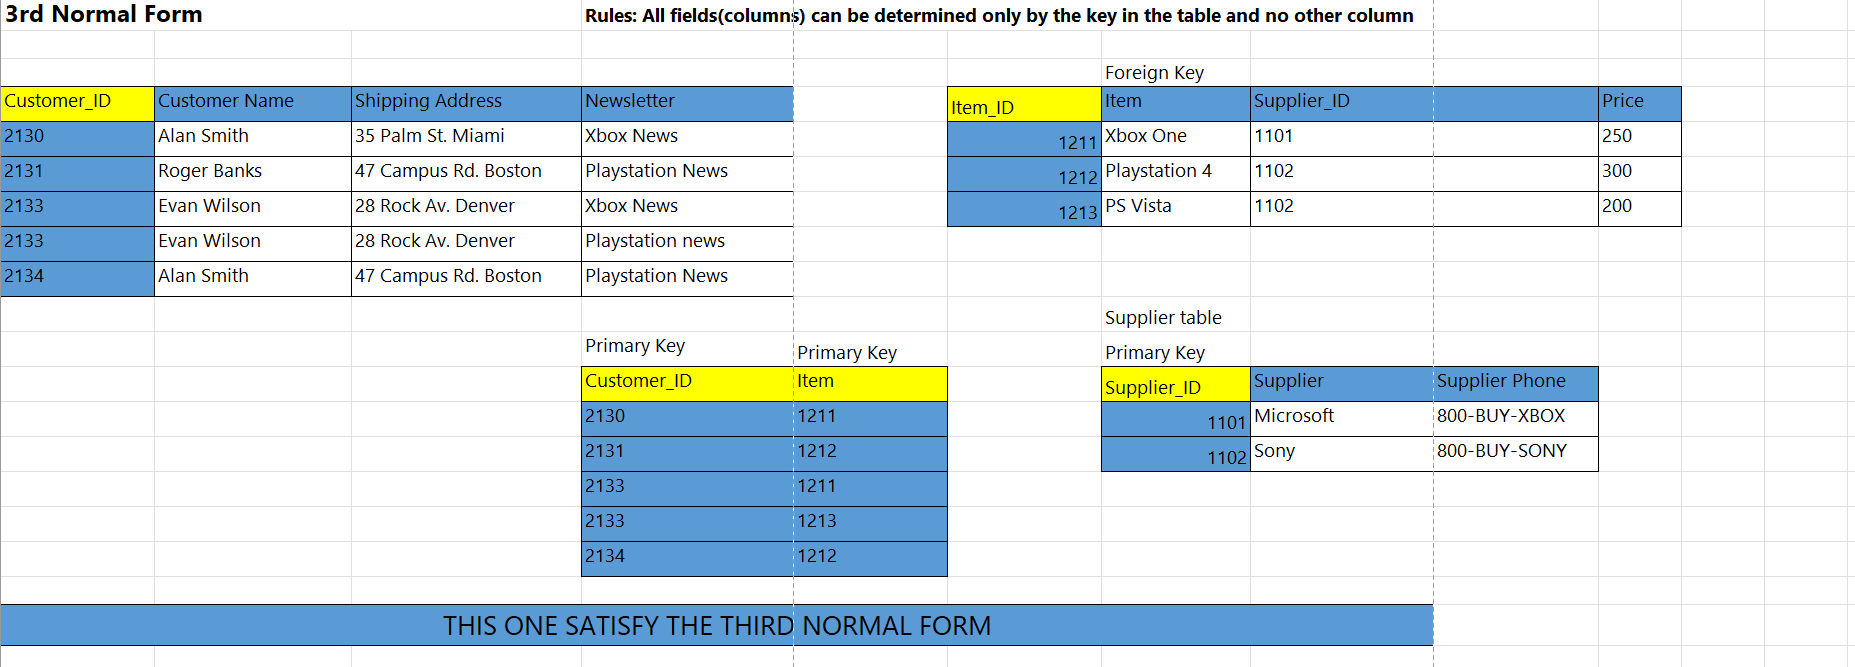 3rd Normal Form Rules: All fields(columns) can be determined only by the key in the table and no other column
Foreign Key
Customer_ID Customer Name Shipping Address Newsletter
2130 Alan Smith 35 Palm St. Miami Xbox News
2131 Roger Banks 47 Campus Rd. Boston Playstation News
2133 Evan Wilson 28 Rock Av. Denver Xbox News
2133 Evan Wilson 28 Rock Av. Denver Playstation news
2134 Alan Smith 47 Campus Rd. Boston Playstation News
Item_ID Item Supplier_ID Price
1211 Xbox One 1101 250
1212 Playstation 4 1102 300
1213 PS Vista 1102 200
Primary Key Primary Key
Customer_ID Item
2130 1211
2131 1212
2133 1211
2133 1213
2134 1212
Supplier table
Primary Key
Supplier_ID Supplier Supplier Phone
1101 Microsoft 800-BUY-XBOX
1102 Sony 800-BUY-SONY
THIS ONE SATISFY THE THIRD NORMAL FORM